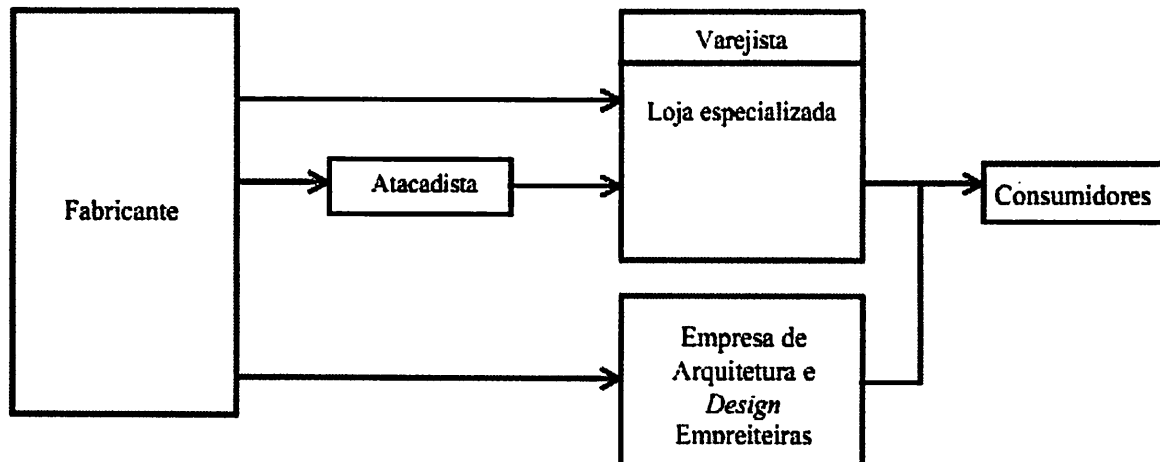 Varejista
Loja especializada
Atacadista
Fabricante
Consumidores
Empresa de
Arquitetura e
Design
Empreiteiras